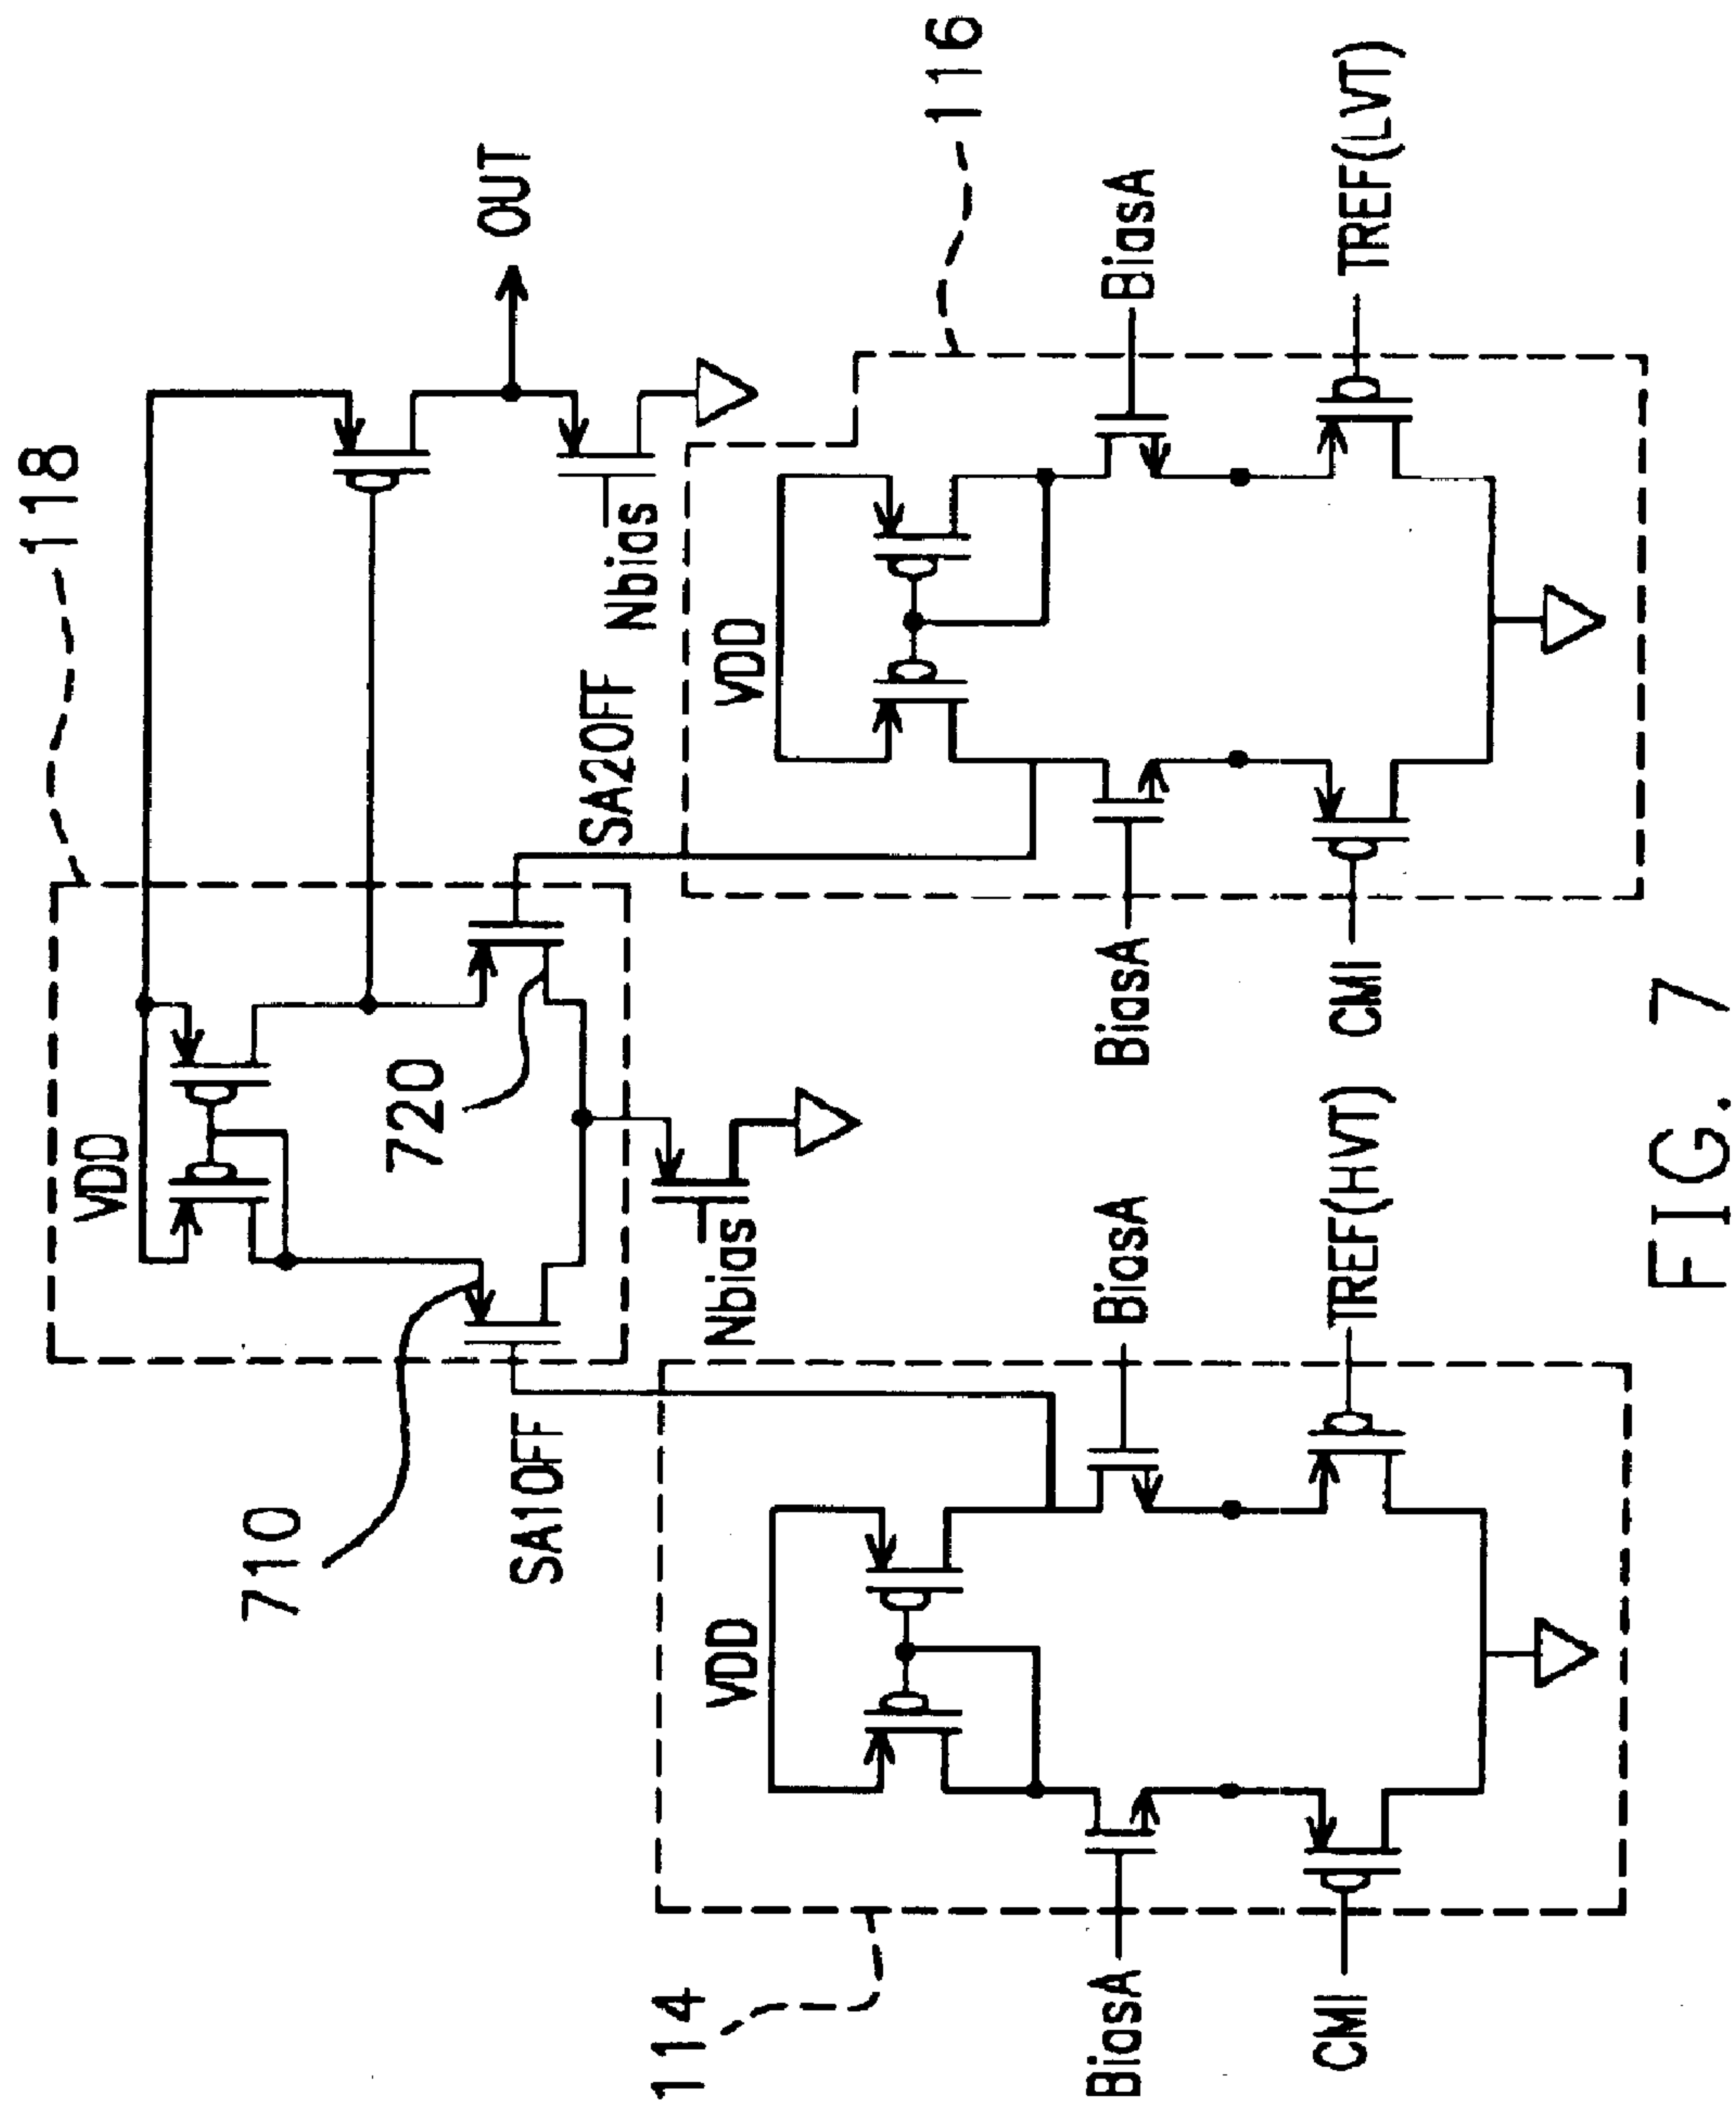 118
116
OUT
VDD
720
710
SA1OFF
SA2OFF
Nbias
Nbias
VDD
VDD
114
BiasA
BiasA
BiasA
BiasA
CMI
TREF(HVT)
CMI
TREF(LVT)
FIG. 7